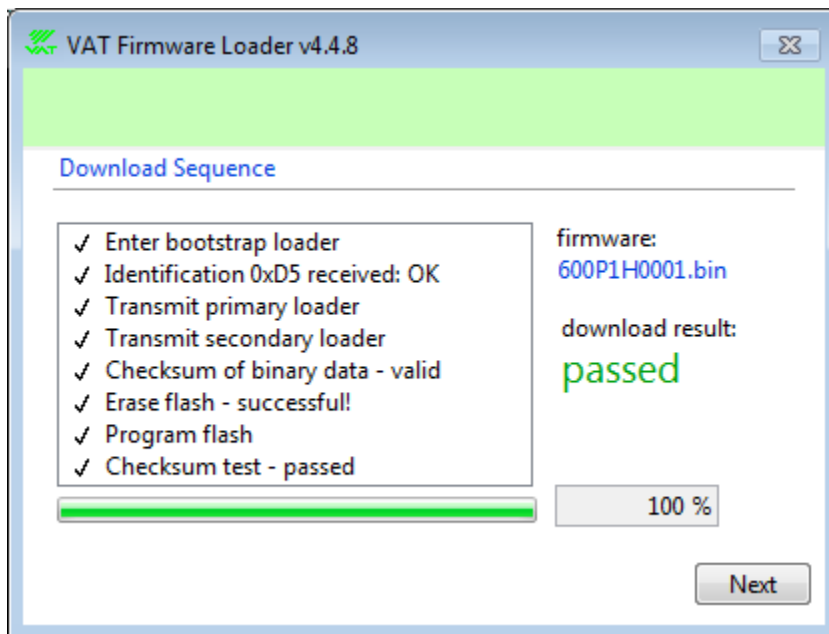 VAT VAT Firmware Loader v4.4.8
Download Sequence
✓ Enter bootstrap loader
✓ Identification 0xD5 received: OK
✓ Transmit primary loader
✓ Transmit secondary loader
✓ Checksum of binary data - valid
✓ Erase flash - successful!
✓ Program flash
✓ Checksum test - passed
firmware:
600P1H0001.bin
download result:
passed
100 %
Next